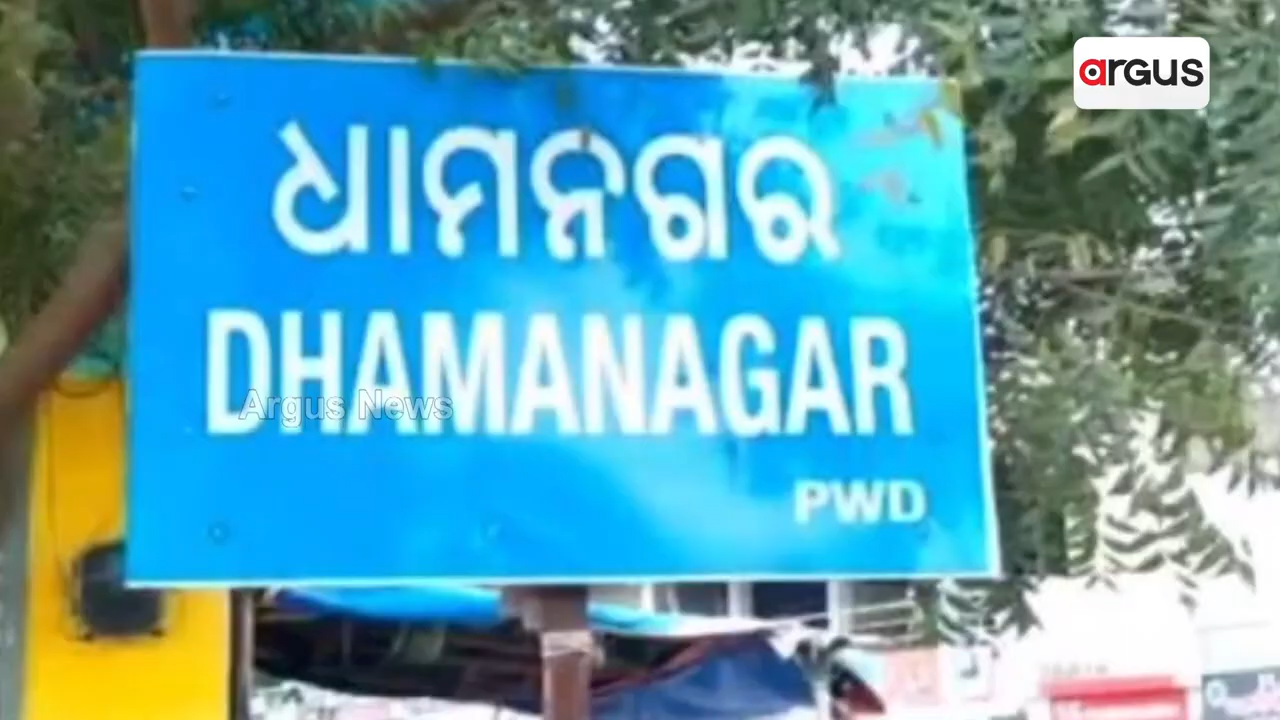 argus
ଧାମନଗର
DHAMANAGAR
Argus News
PWD